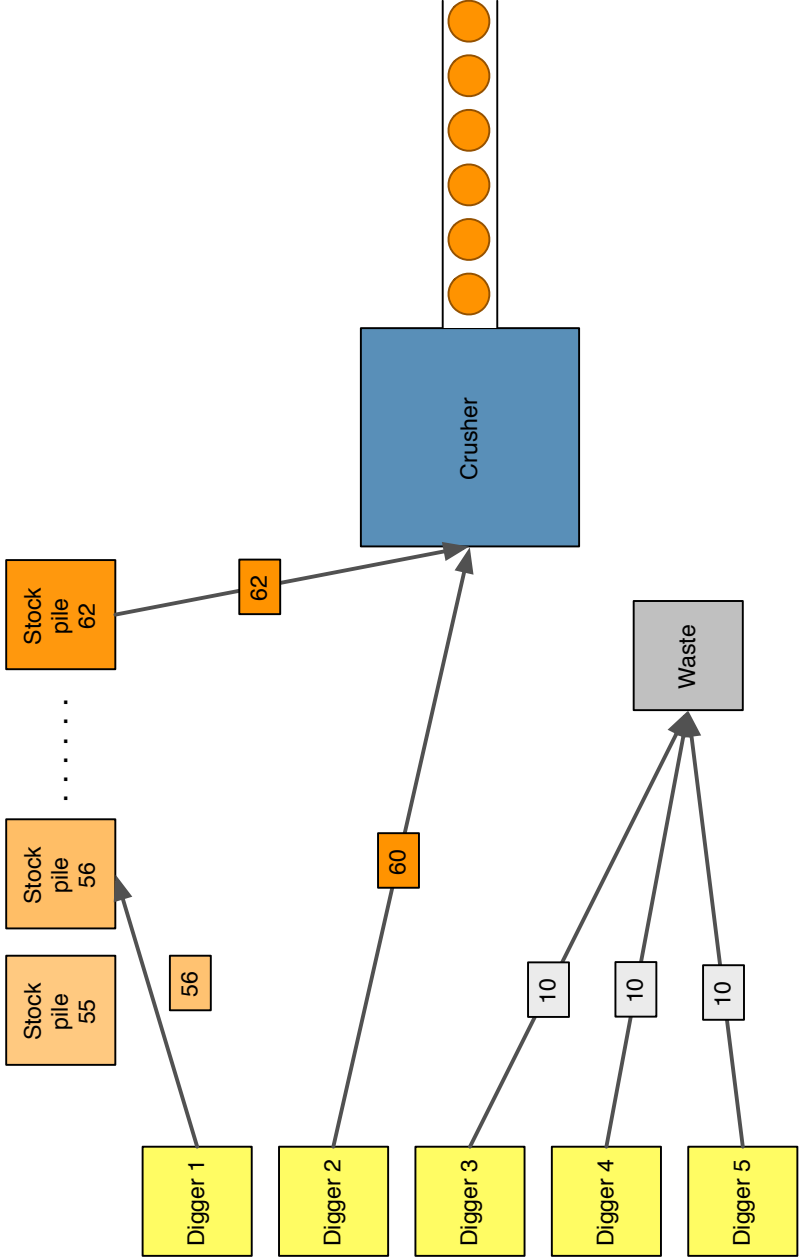 Stock
pile
55
Stock
pile
56
. . . . . .
Stock
pile
62
56
62
60
10
10
10
Digger 1
Digger 2
Digger 3
Digger 4
Digger 5
Crusher
Waste